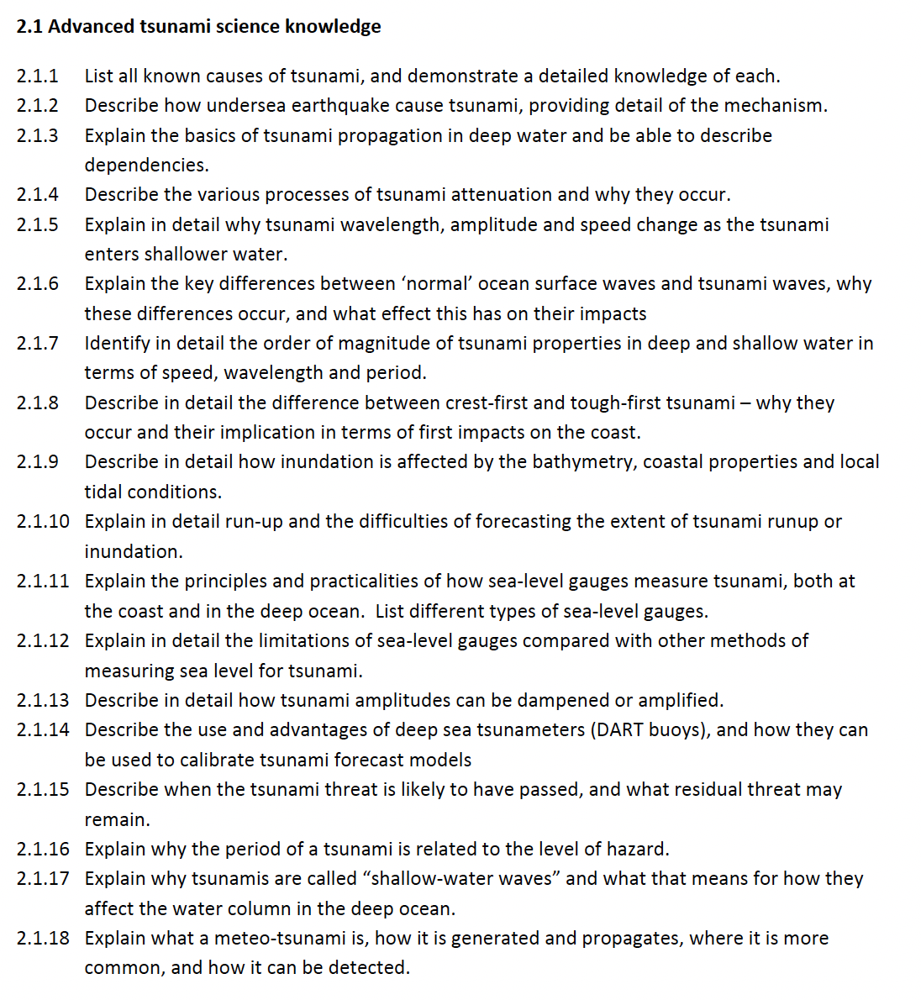 2.1 Advanced tsunami science knowledge
2.1.1 List all known causes of tsunami, and demonstrate a detailed knowledge of each.
2.1.2 Describe how undersea earthquake cause tsunami, providing detail of the mechanism.
2.1.3 Explain the basics of tsunami propagation in deep water and be able to describe
dependencies.
2.1.4 Describe the various processes of tsunami attenuation and why they occur.
2.1.5 Explain in detail why tsunami wavelength, amplitude and speed change as the tsunami
enters shallower water.
2.1.6 Explain the key differences between ‘normal’ ocean surface waves and tsunami waves, why
these differences occur, and what effect this has on their impacts
2.1.7 Identify in detail the order of magnitude of tsunami properties in deep and shallow water in
terms of speed, wavelength and period.
2.1.8 Describe in detail the difference between crest-first and tough-first tsunami – why they
occur and their implication in terms of first impacts on the coast.
2.1.9 Describe in detail how inundation is affected by the bathymetry, coastal properties and local
tidal conditions.
2.1.10 Explain in detail run-up and the difficulties of forecasting the extent of tsunami runup or
inundation.
2.1.11 Explain the principles and practicalities of how sea-level gauges measure tsunami, both at
the coast and in the deep ocean.  List different types of sea-level gauges.
2.1.12 Explain in detail the limitations of sea-level gauges compared with other methods of
measuring sea level for tsunami.
2.1.13 Describe in detail how tsunami amplitudes can be dampened or amplified.
2.1.14 Describe the use and advantages of deep sea tsunameters (DART buoys), and how they can
be used to calibrate tsunami forecast models
2.1.15 Describe when the tsunami threat is likely to have passed, and what residual threat may
remain.
2.1.16 Explain why the period of a tsunami is related to the level of hazard.
2.1.17 Explain why tsunamis are called “shallow-water waves” and what that means for how they
affect the water column in the deep ocean.
2.1.18 Explain what a meteo-tsunami is, how it is generated and propagates, where it is more
common, and how it can be detected.